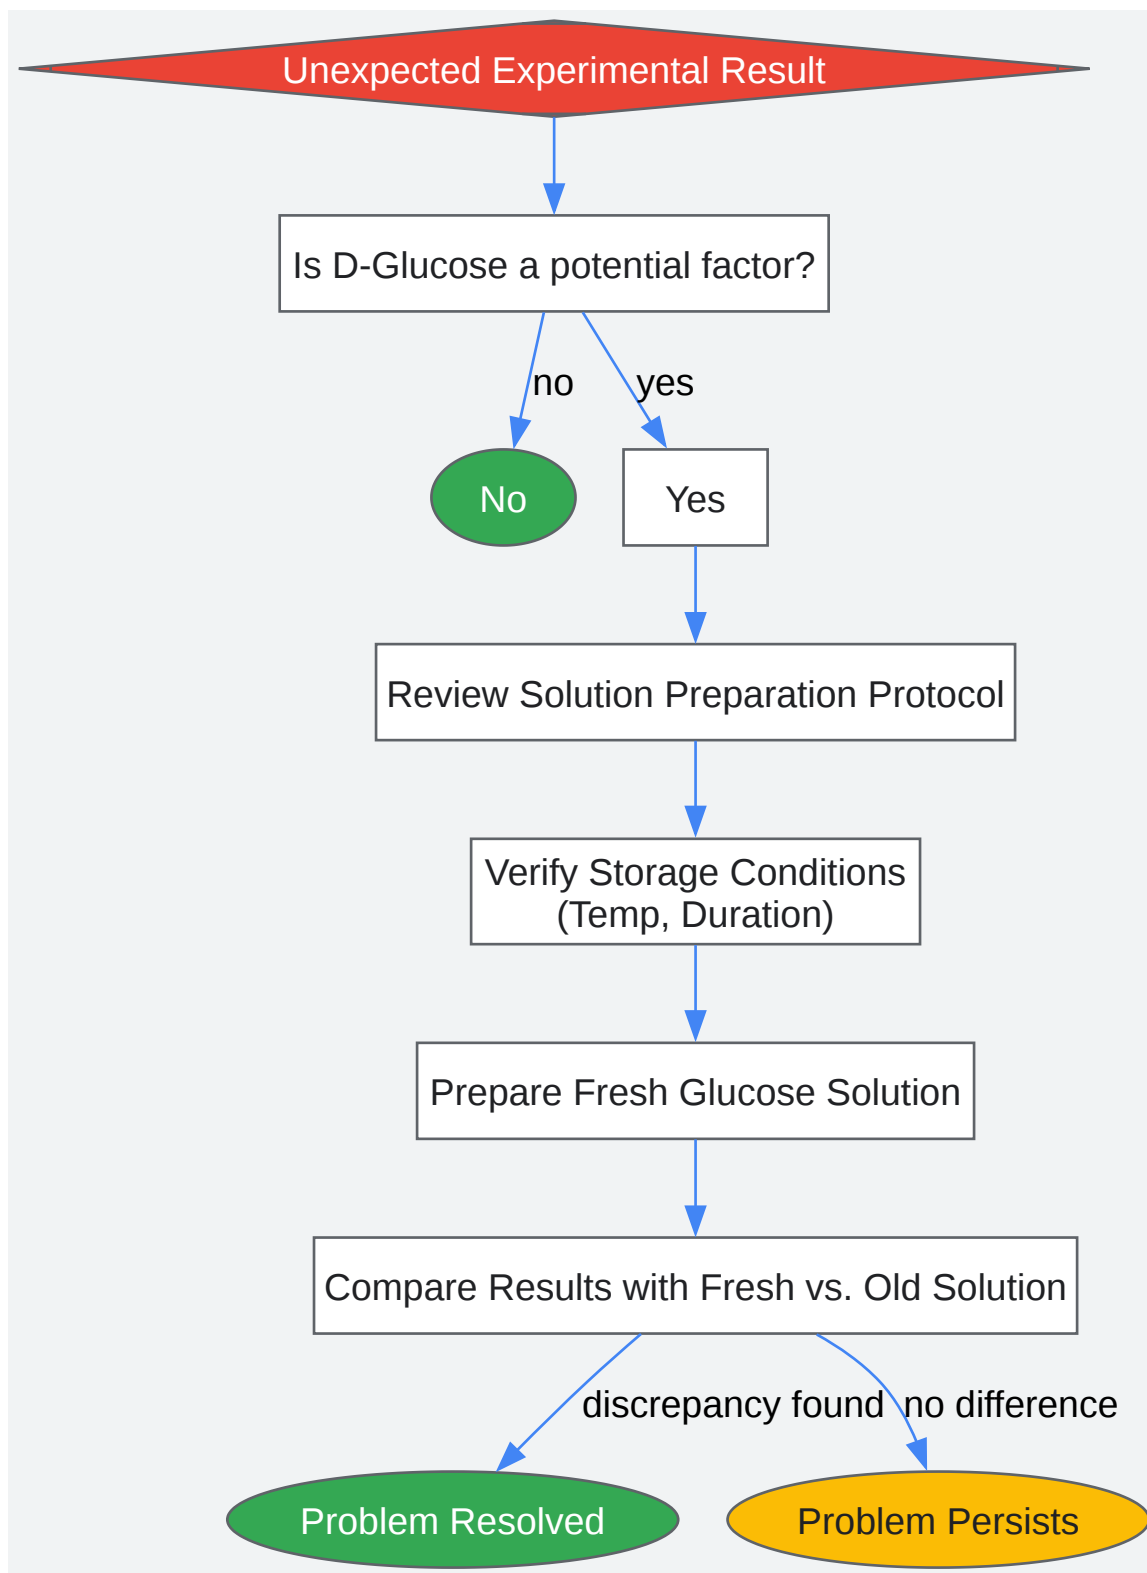 Unexpected Experimental Result
Is D-Glucose a potential factor?
no
yes
No
Yes
Review Solution Preparation Protocol
Verify Storage Conditions
(Temp, Duration)
Prepare Fresh Glucose Solution
Compare Results with Fresh vs. Old Solution
discrepancy found
no difference
Problem Resolved
Problem Persists